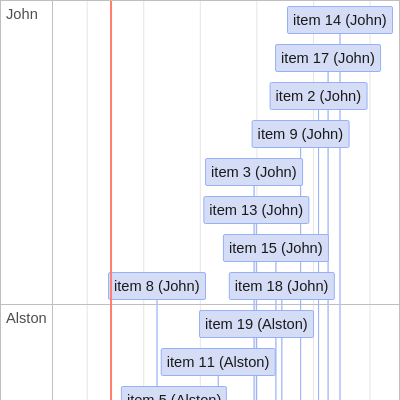 John
item 14 (John)
item 17 (John)
item 2 (John)
item 9 (John)
item 3 (John)
item 13 (John)
item 15 (John)
item 8 (John)
item 18 (John)
Alston
item 19 (Alston)
item 11 (Alston)
item 5 (Alston)